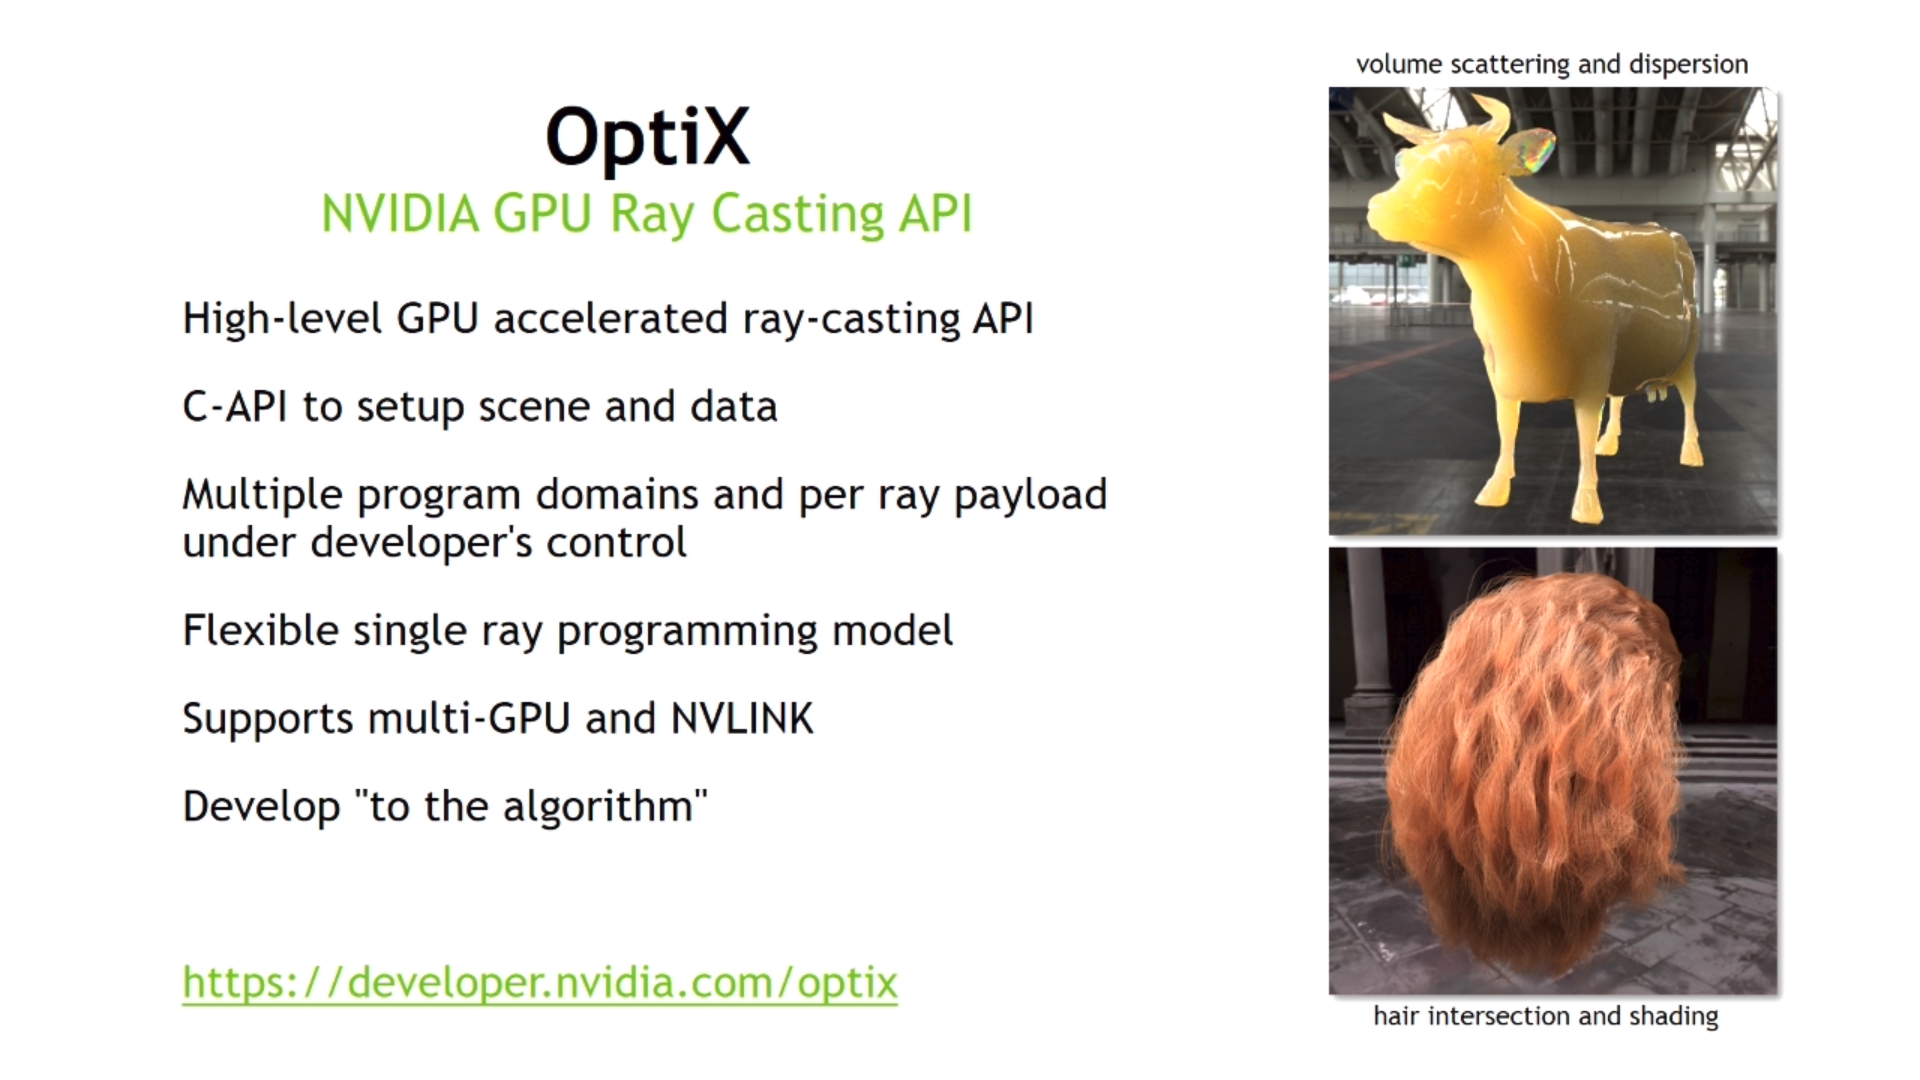 OptiX
NVIDIA GPU Ray Casting API
High-level GPU accelerated ray-casting API
C-API to setup scene and data
Multiple program domains and per ray payload
under developer's control
Flexible single ray programming model
Supports multi-GPU and NVLINK
Develop "to the algorithm"
https://developer.nvidia.com/optix
volume scattering and dispersion
hair intersection and shading